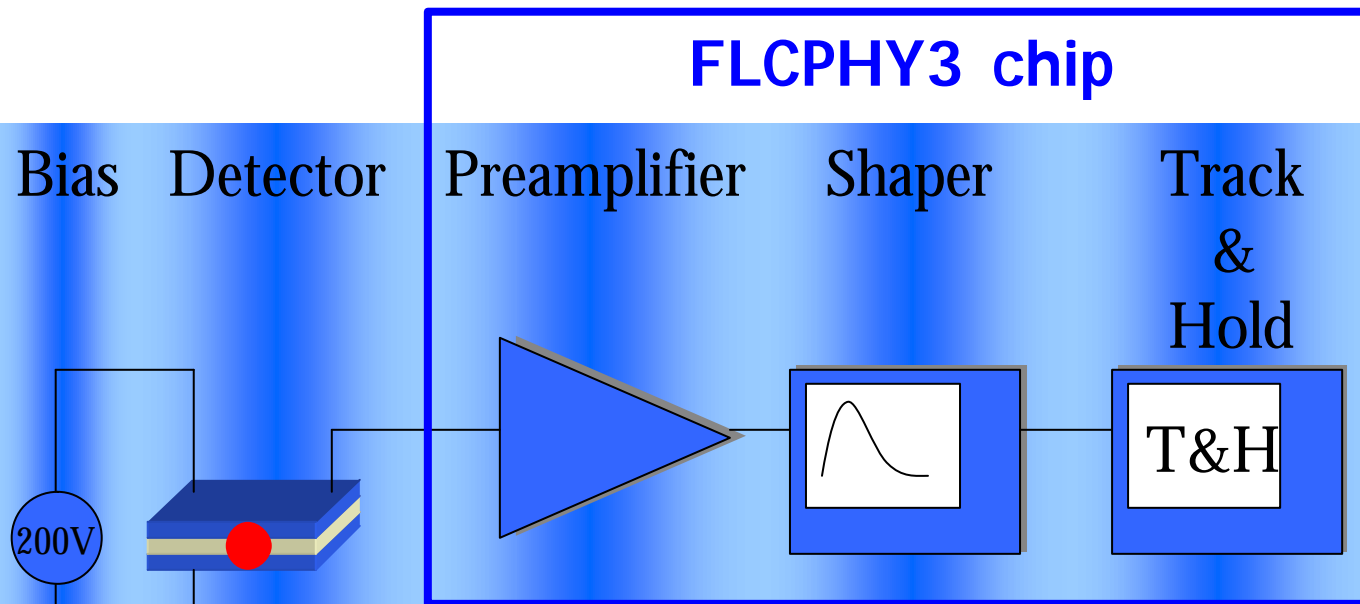 FLCPHY3 chip
Bias Detector Preamplifier Shaper Track
&
Hold
T&H
200V